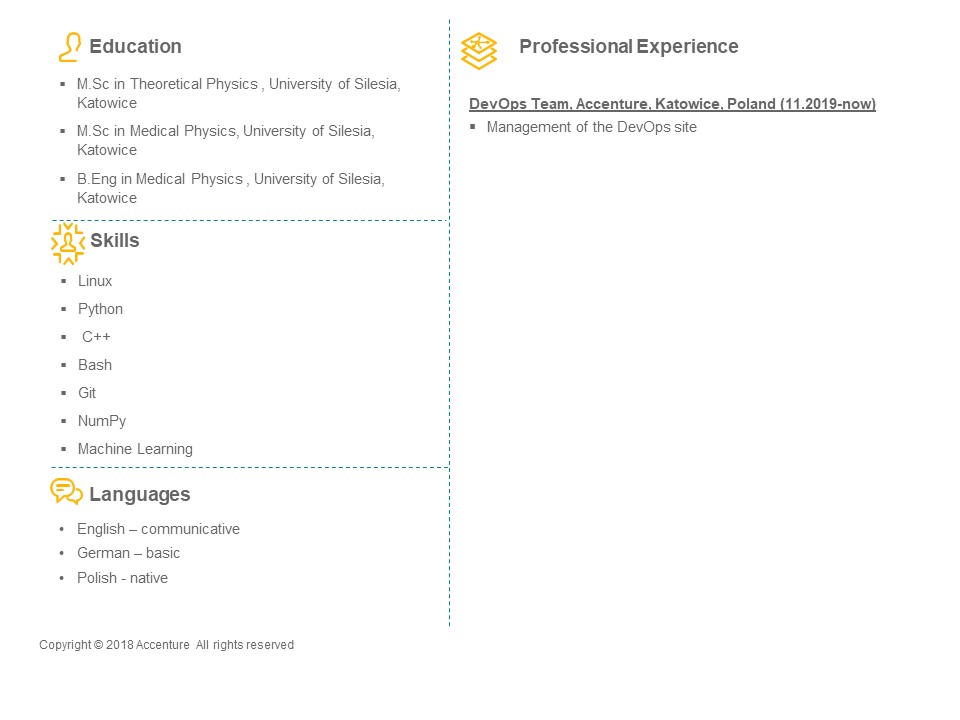 Education
M.Sc in Theoretical Physics , University of Silesia,
Katowice
M.Sc in Medical Physics, University of Silesia,
Katowice
B.Eng in Medical Physics , University of Silesia,
Katowice
Skills
Linux
Python
C++
Bash
Git
NumPy
Machine Learning
Languages
English – communicative
German – basic
Polish - native
Professional Experience
DevOps Team, Accenture, Katowice, Poland (11.2019-now)
Management of the DevOps site
Copyright © 2018 Accenture  All rights reserved